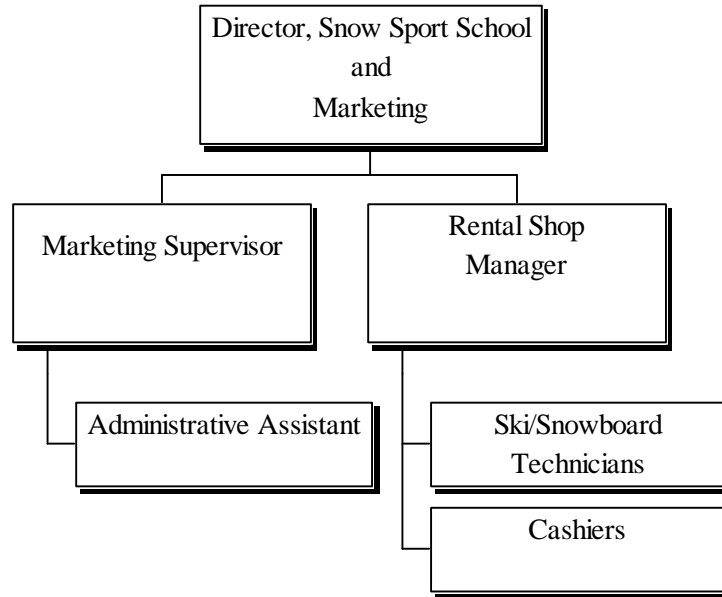 Director, Snow Sport School
and
Marketing
Marketing Supervisor
Rental Shop
Manager
Administrative Assistant
Ski/Snowboard
Technicians
Cashiers